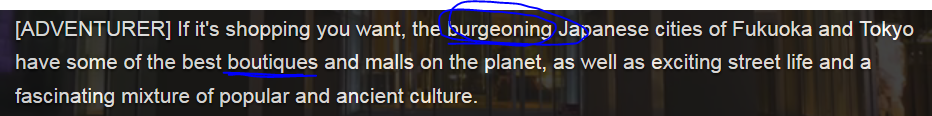 [ADVENTURER] If it's shopping you want, the burgeoning Japanese cities of Fukuoka and Tokyo
have some of the best boutiques and malls on the planet, as well as exciting street life and a
fascinating mixture of popular and ancient culture.